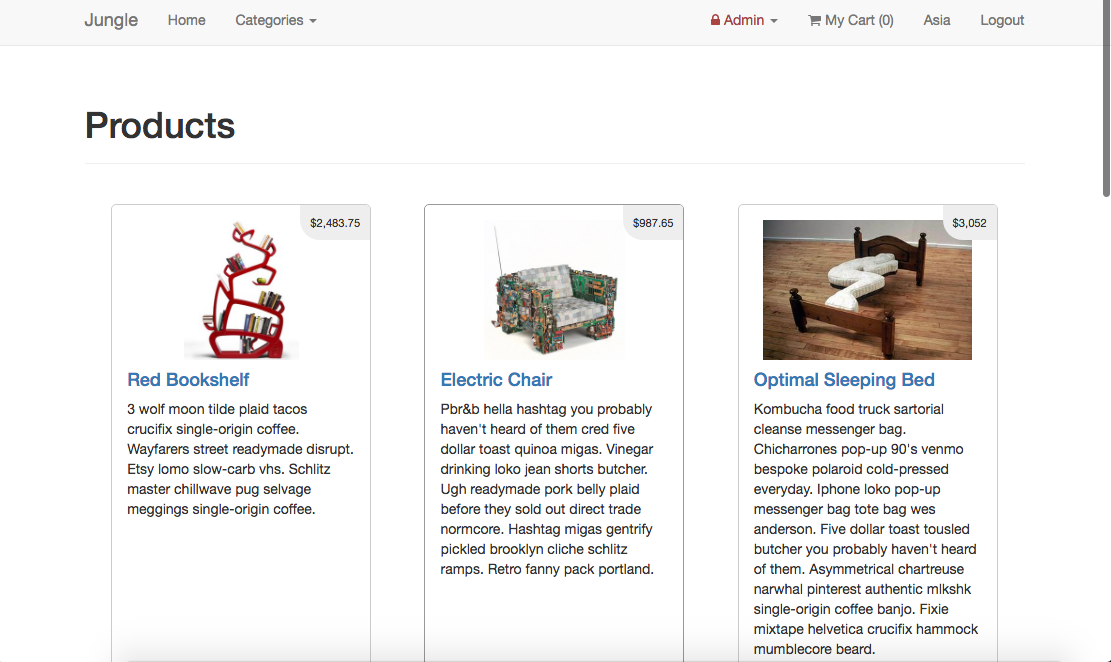 Jungle Home Categories Admin My Cart (0) Asia Logout
Products
$2,483.75
Red Bookshelf
3 wolf moon tilde plaid tacos
crucifix single-origin coffee.
Wayfarers street readymade disrupt.
Etsy lomo slow-carb vhs. Schlitz
master chillwave pug selvage
meggings single-origin coffee.
$987.65
Electric Chair
Pbr&b hella hashtag you probably
haven't heard of them cred five
dollar toast quinoa migas. Vinegar
drinking loko jean shorts butcher.
Ugh readymade pork belly plaid
before they sold out direct trade
normcore. Hashtag migas gentrify
pickled brooklyn cliche schlitz
ramps. Retro fanny pack portland.
$3,052
Optimal Sleeping Bed
Kombucha food truck sartorial
cleanse messenger bag.
Chicharrones pop-up 90's venmo
bespoke polaroid cold-pressed
everyday. Iphone loko pop-up
messenger bag tote bag wes
anderson. Five dollar toast tousled
butcher you probably haven't heard
of them. Asymmetrical chartreuse
narwhal pinterest authentic mlkshk
single-origin coffee banjo. Fixie
mixtape helvetica crucifix hammock
mumblecore beard.